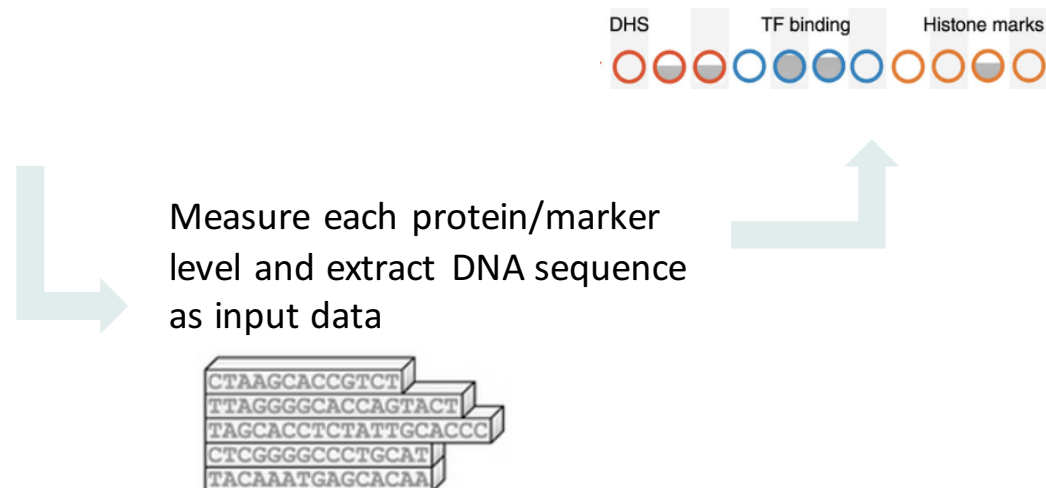 DHS TF binding Histone marks
Measure each protein/marker
level and extract DNA sequence
as input data
CTAAGCACCGTCT
TTAGGGGCACCAGTACT
TAGCACCTCTATTGCACCC
CTCGGGGCCCTGCAT
TACAAATGAGCACAA